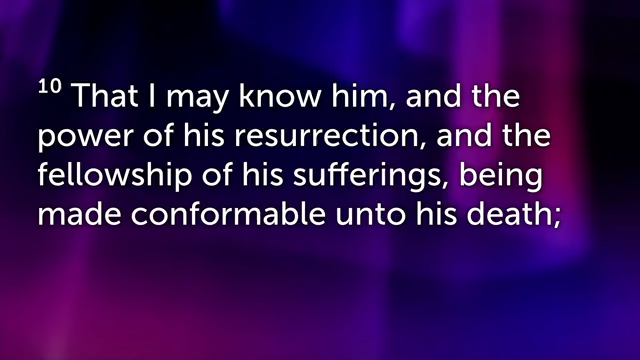 10 That I may know him, and the
power of his resurrection, and the
fellowship of his sufferings, being
made conformable unto his death;